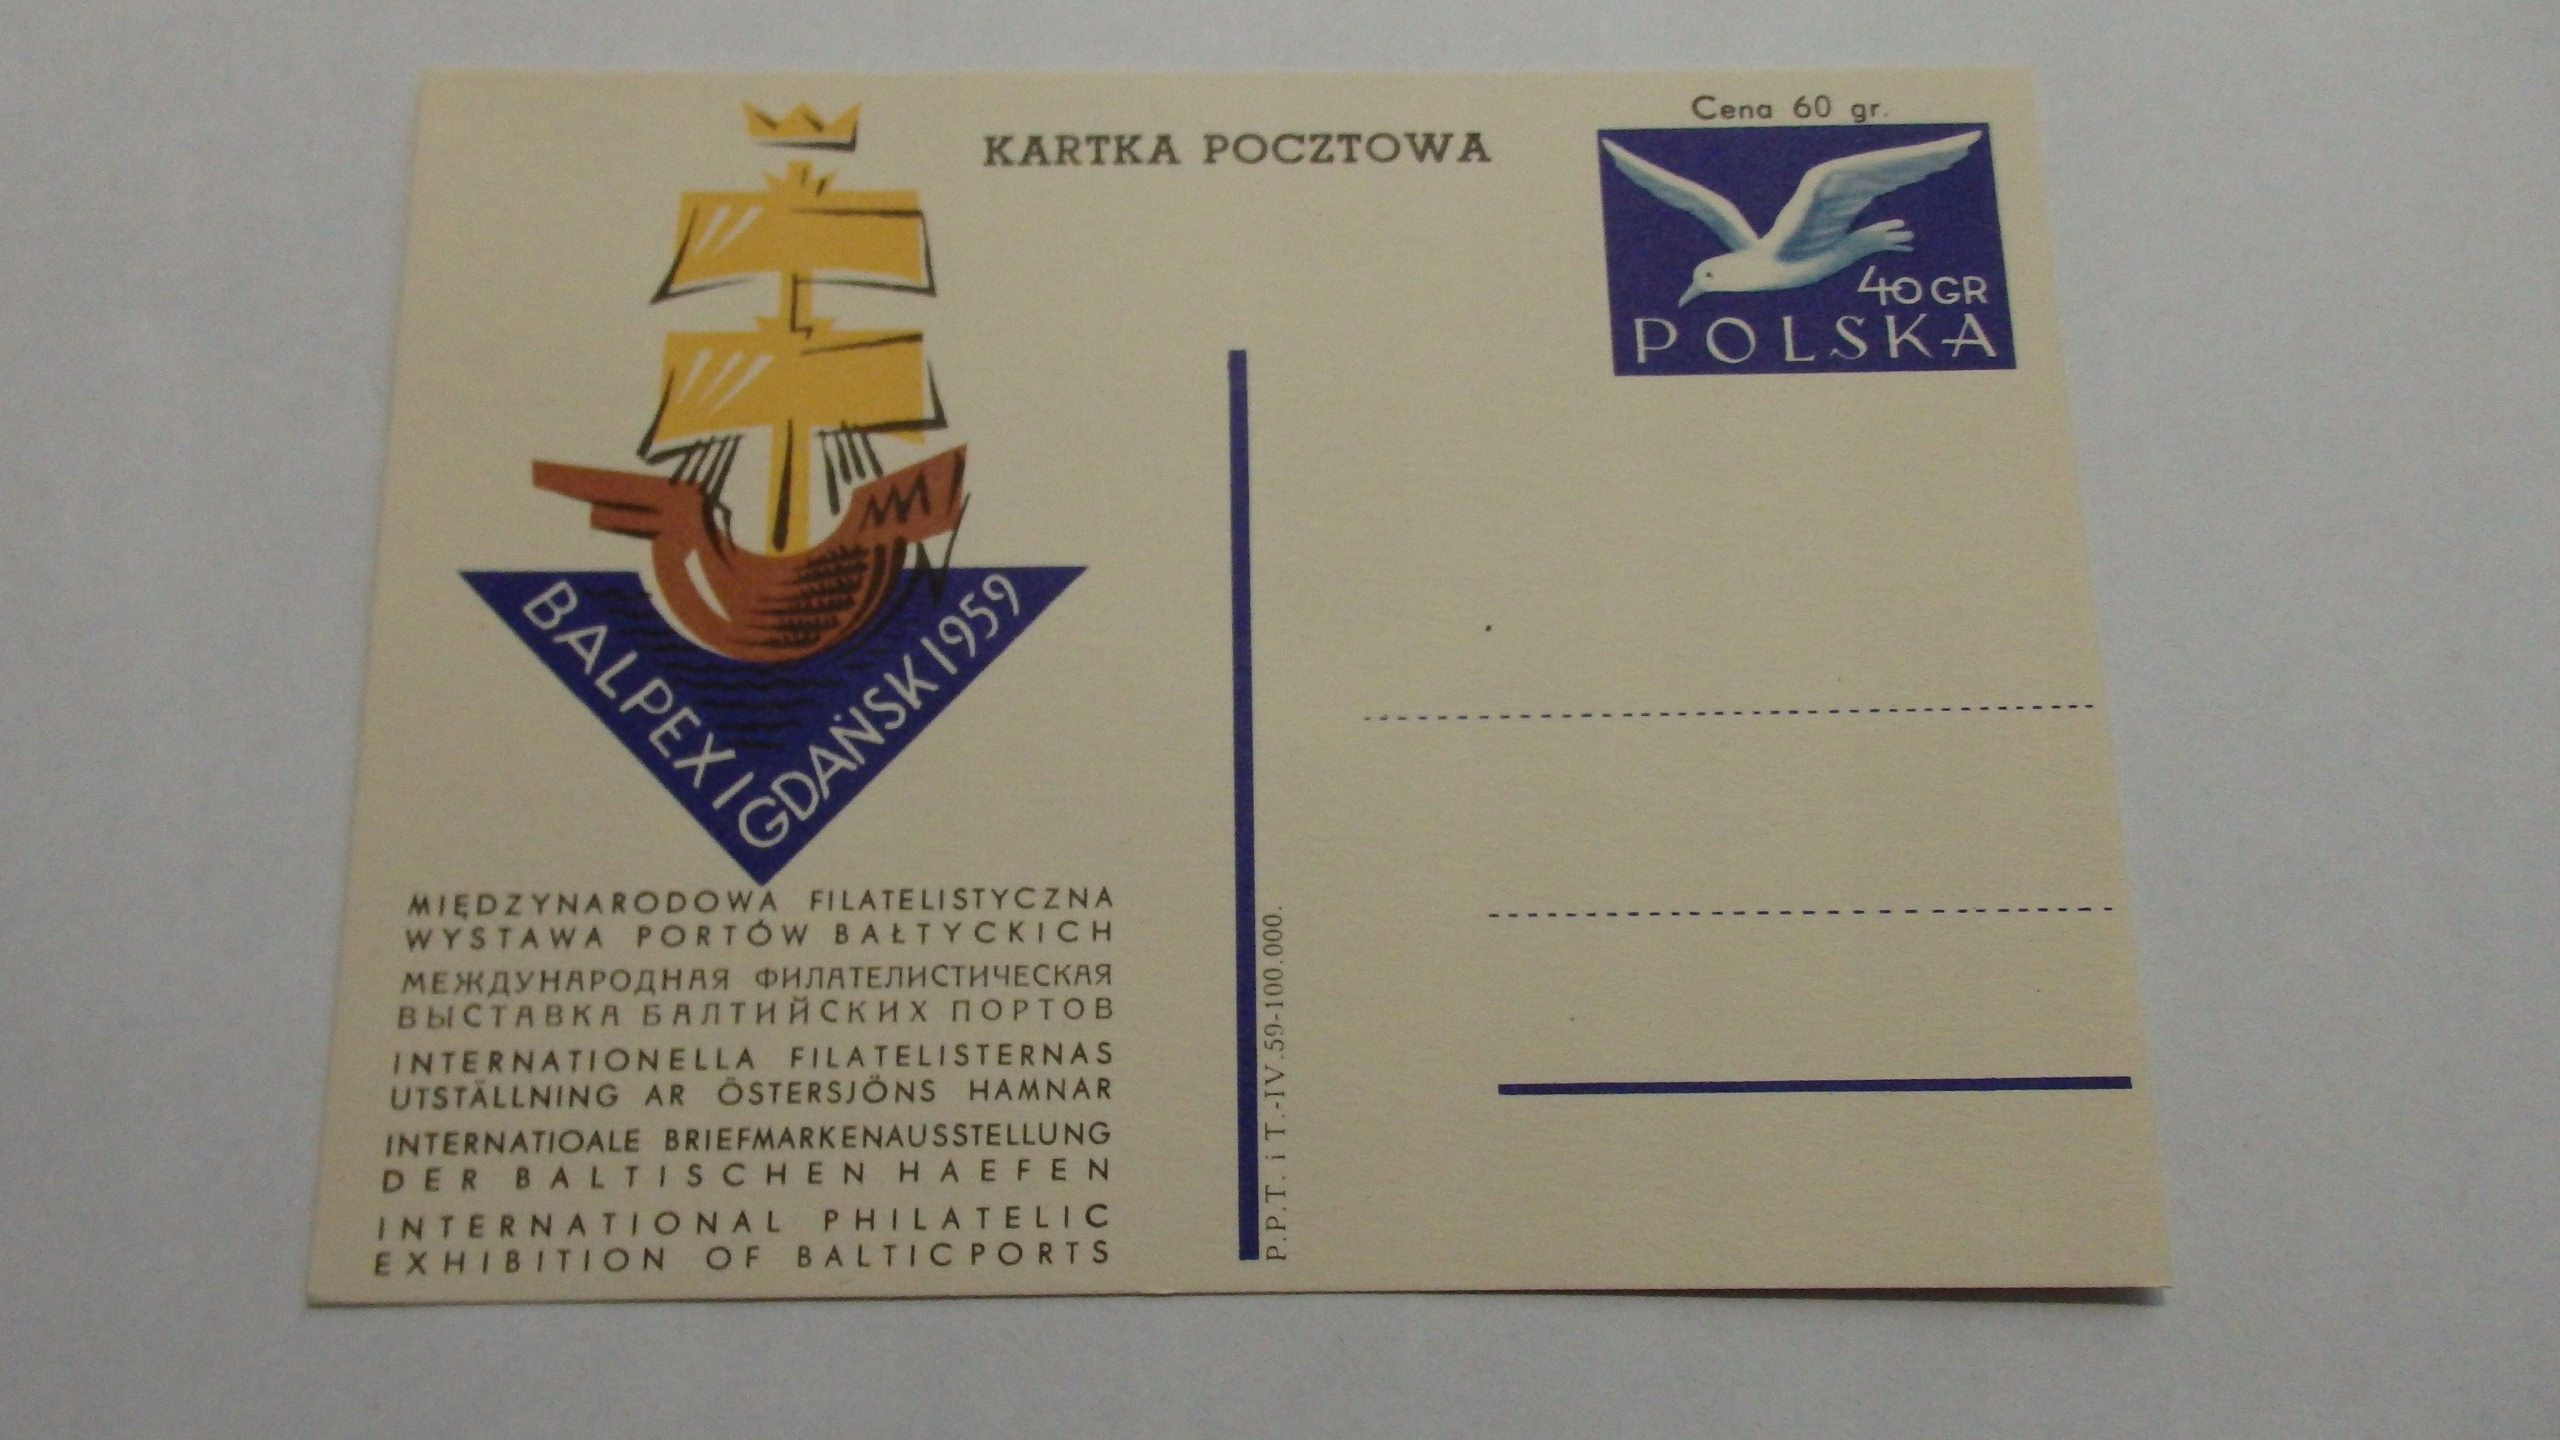 Cena 60 gr.
KARTKA POCZTOWA
40 GR
POLSKA
BALPEX I
GDAŃSK 1959
MIĘDZYNARODOWA FILATELISTYCZNA
WYSTAWA PORTÓW BAŁTYCKICH
МЕЖДУНАРОДНАЯ ФИЛАТЕЛИСТИЧЕСКАЯ
ВЫСТАВКА БАЛТИЙСКИХ ПОРТОВ
INTERNATIONELLA FILATELISTERNAS
UTSTÄLLNING AR ÖSTERSJÖNS HAMNAR
INTERNATIOALE BRIEFMARKENAUSSTELLUNG
DER BALTISCHEN HAEFEN
INTERNATIONAL PHILATELIC
EXHIBITION OF BALTIC PORTS
P.P.T. i T.-IV.59-100.000.